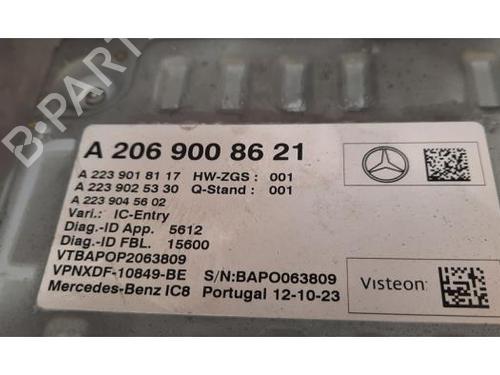 B-PARTS
A 206 900 86 21
A 223 901 81 17 HW-ZGS : 001
A 223 902 53 30 Q-Stand : 001
A 223 904 56 02
Vari.: IC-Entry
Diag.-ID App. 5612
Diag.-ID FBL. 15600
VTBAPOP2063809
VPNXDF-10849-BE S/N:BAPO063809
Mercedes-Benz IC8 Portugal 12-10-23
Visteon